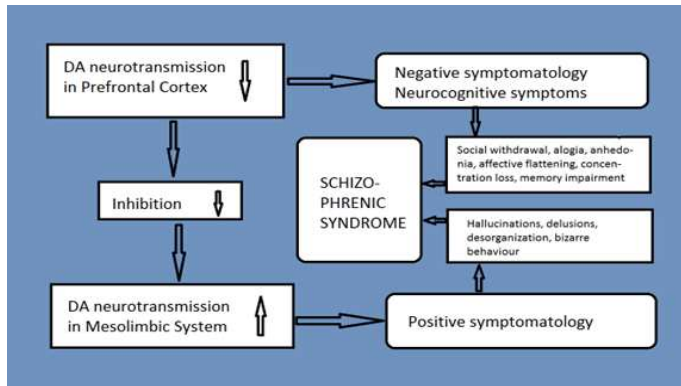 DA neurotransmission
in Prefrontal Cortex
Negative symptomatology
Neurocognitive symptoms
Social withdrawal, alogia, anhedo-
nia, affective flattening, concen-
tration loss, memory impairment
SCHIZO-
PHRENIC
SYNDROME
Inhibition
Hallucinations, delusions,
desorganization, bizarre
behaviour
DA neurotransmission
in Mesolimbic System
Positive symptomatology